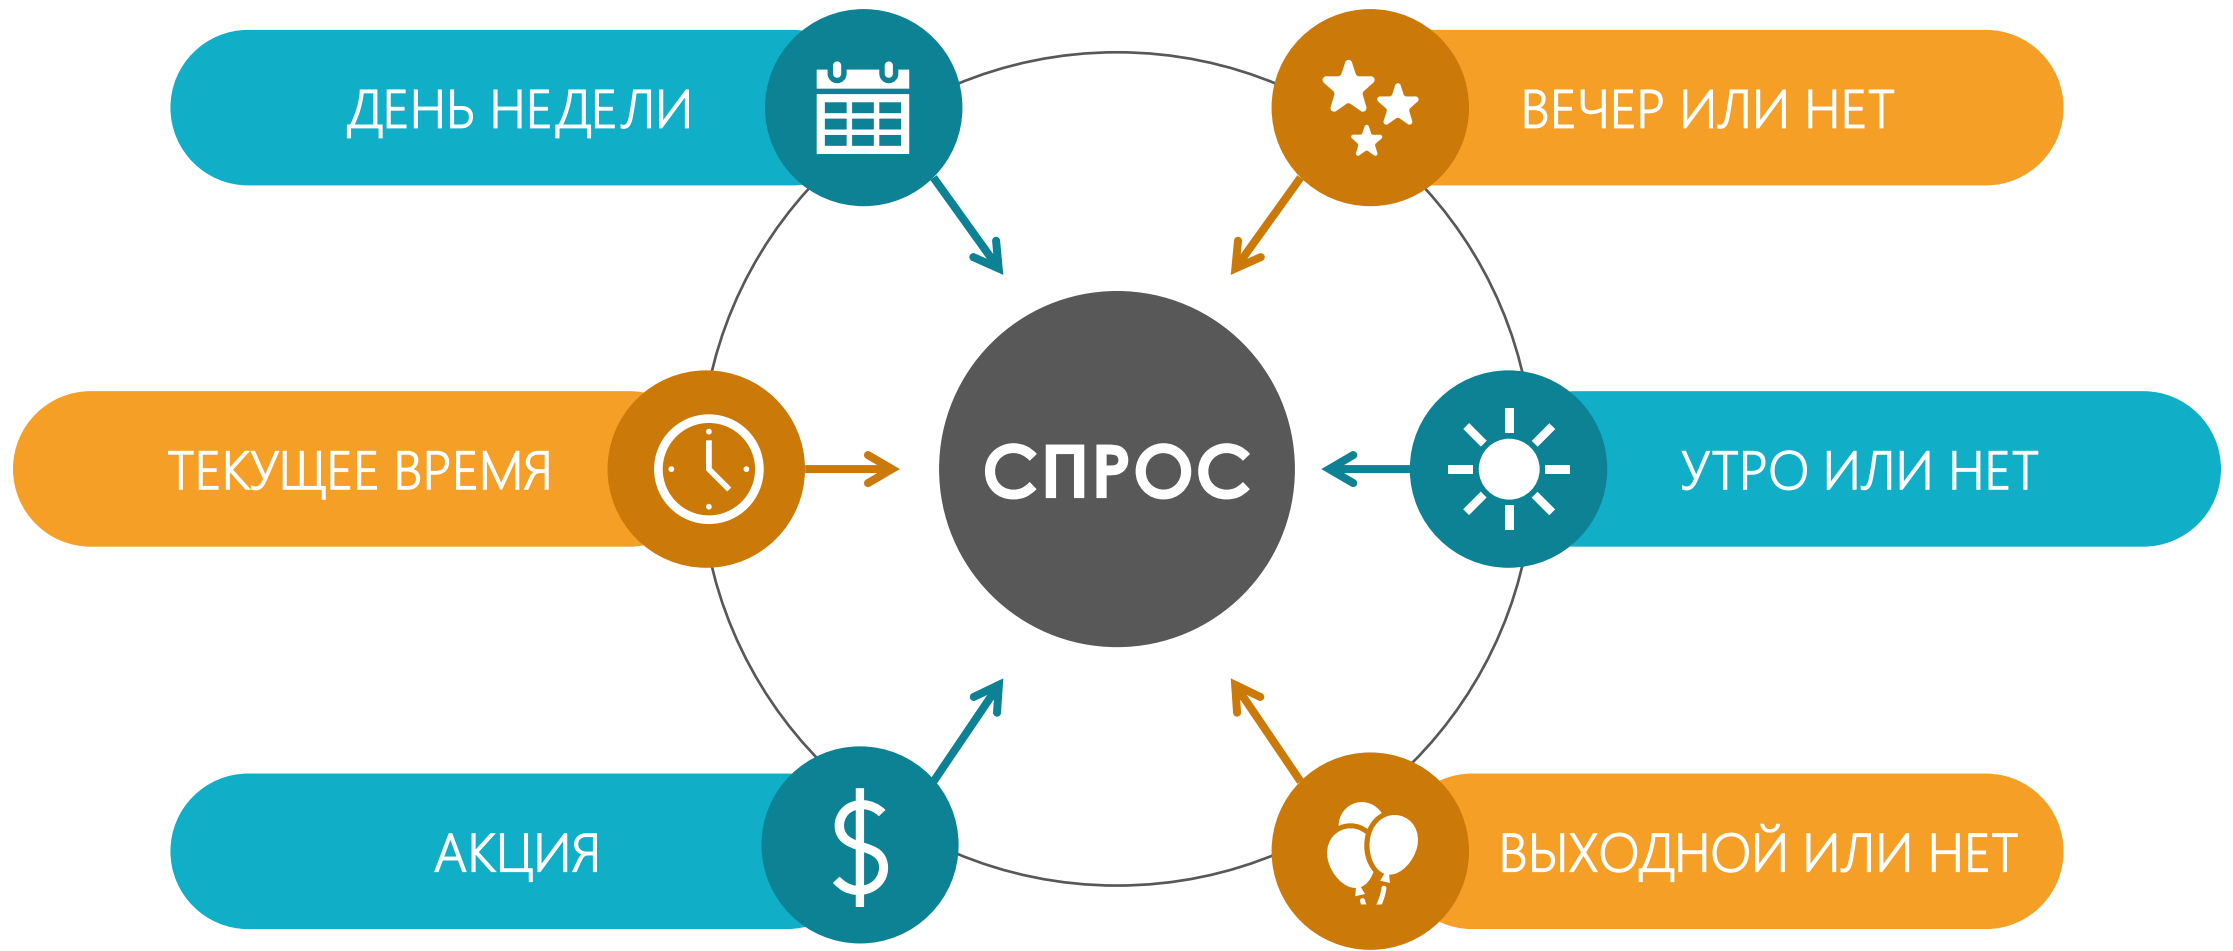 ДЕНЬ НЕДЕЛИ
ВЕЧЕР ИЛИ НЕТ
ТЕКУЩЕЕ ВРЕМЯ
СПРОС
УТРО ИЛИ НЕТ
АКЦИЯ
ВЫХОДНОЙ ИЛИ НЕТ